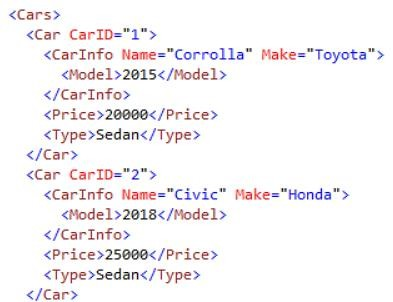 <Cars>
<Car CarID="1">
<CarInfo Name="Corrolla" Make="Toyota">
<Model>2015</Model>
</CarInfo>
<Price>20000</Price>
<Type>Sedan</Type>
</Car>
<Car CarID="2">
<CarInfo Name="Civic" Make="Honda">
<Model>2018</Model>
</CarInfo>
<Price>25000</Price>
<Type>Sedan</Type>
</Car>